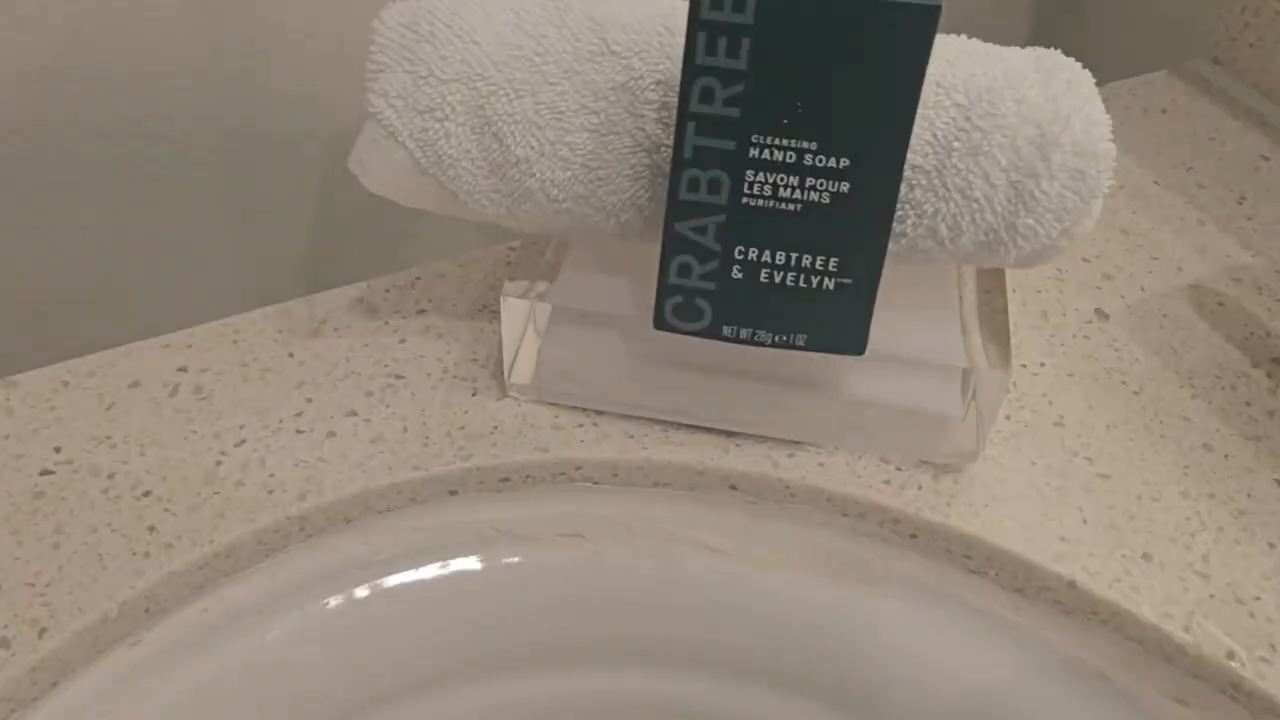 CRABTREE
CLEANSING
HAND SOAP
SAVON POUR
LES MAINS
PURIFIANT
CRABTREE
& EVELYN
NET WT 28g e 1 OZ